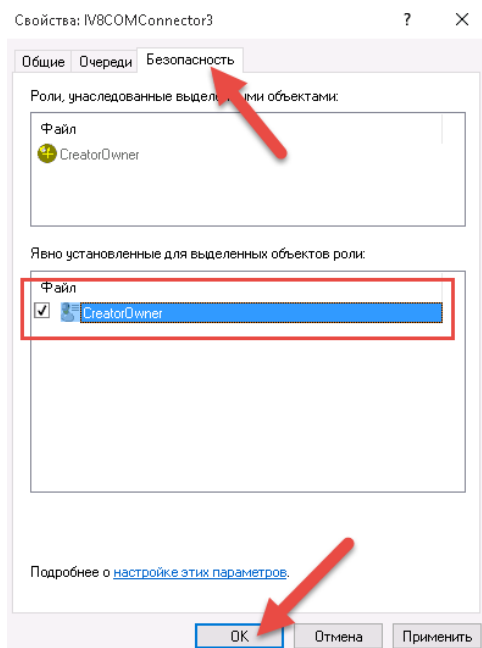 Свойства: IV8COMConnector3 ?
Общие Очереди Безопасность
Роли, унаследованные выделенными объектами:
Файл
CreatorOwner
Явно установленные для выделенных объектов роли:
Файл
CreatorOwner
Подробнее о настройке этих параметров.
OK Отмена Применить